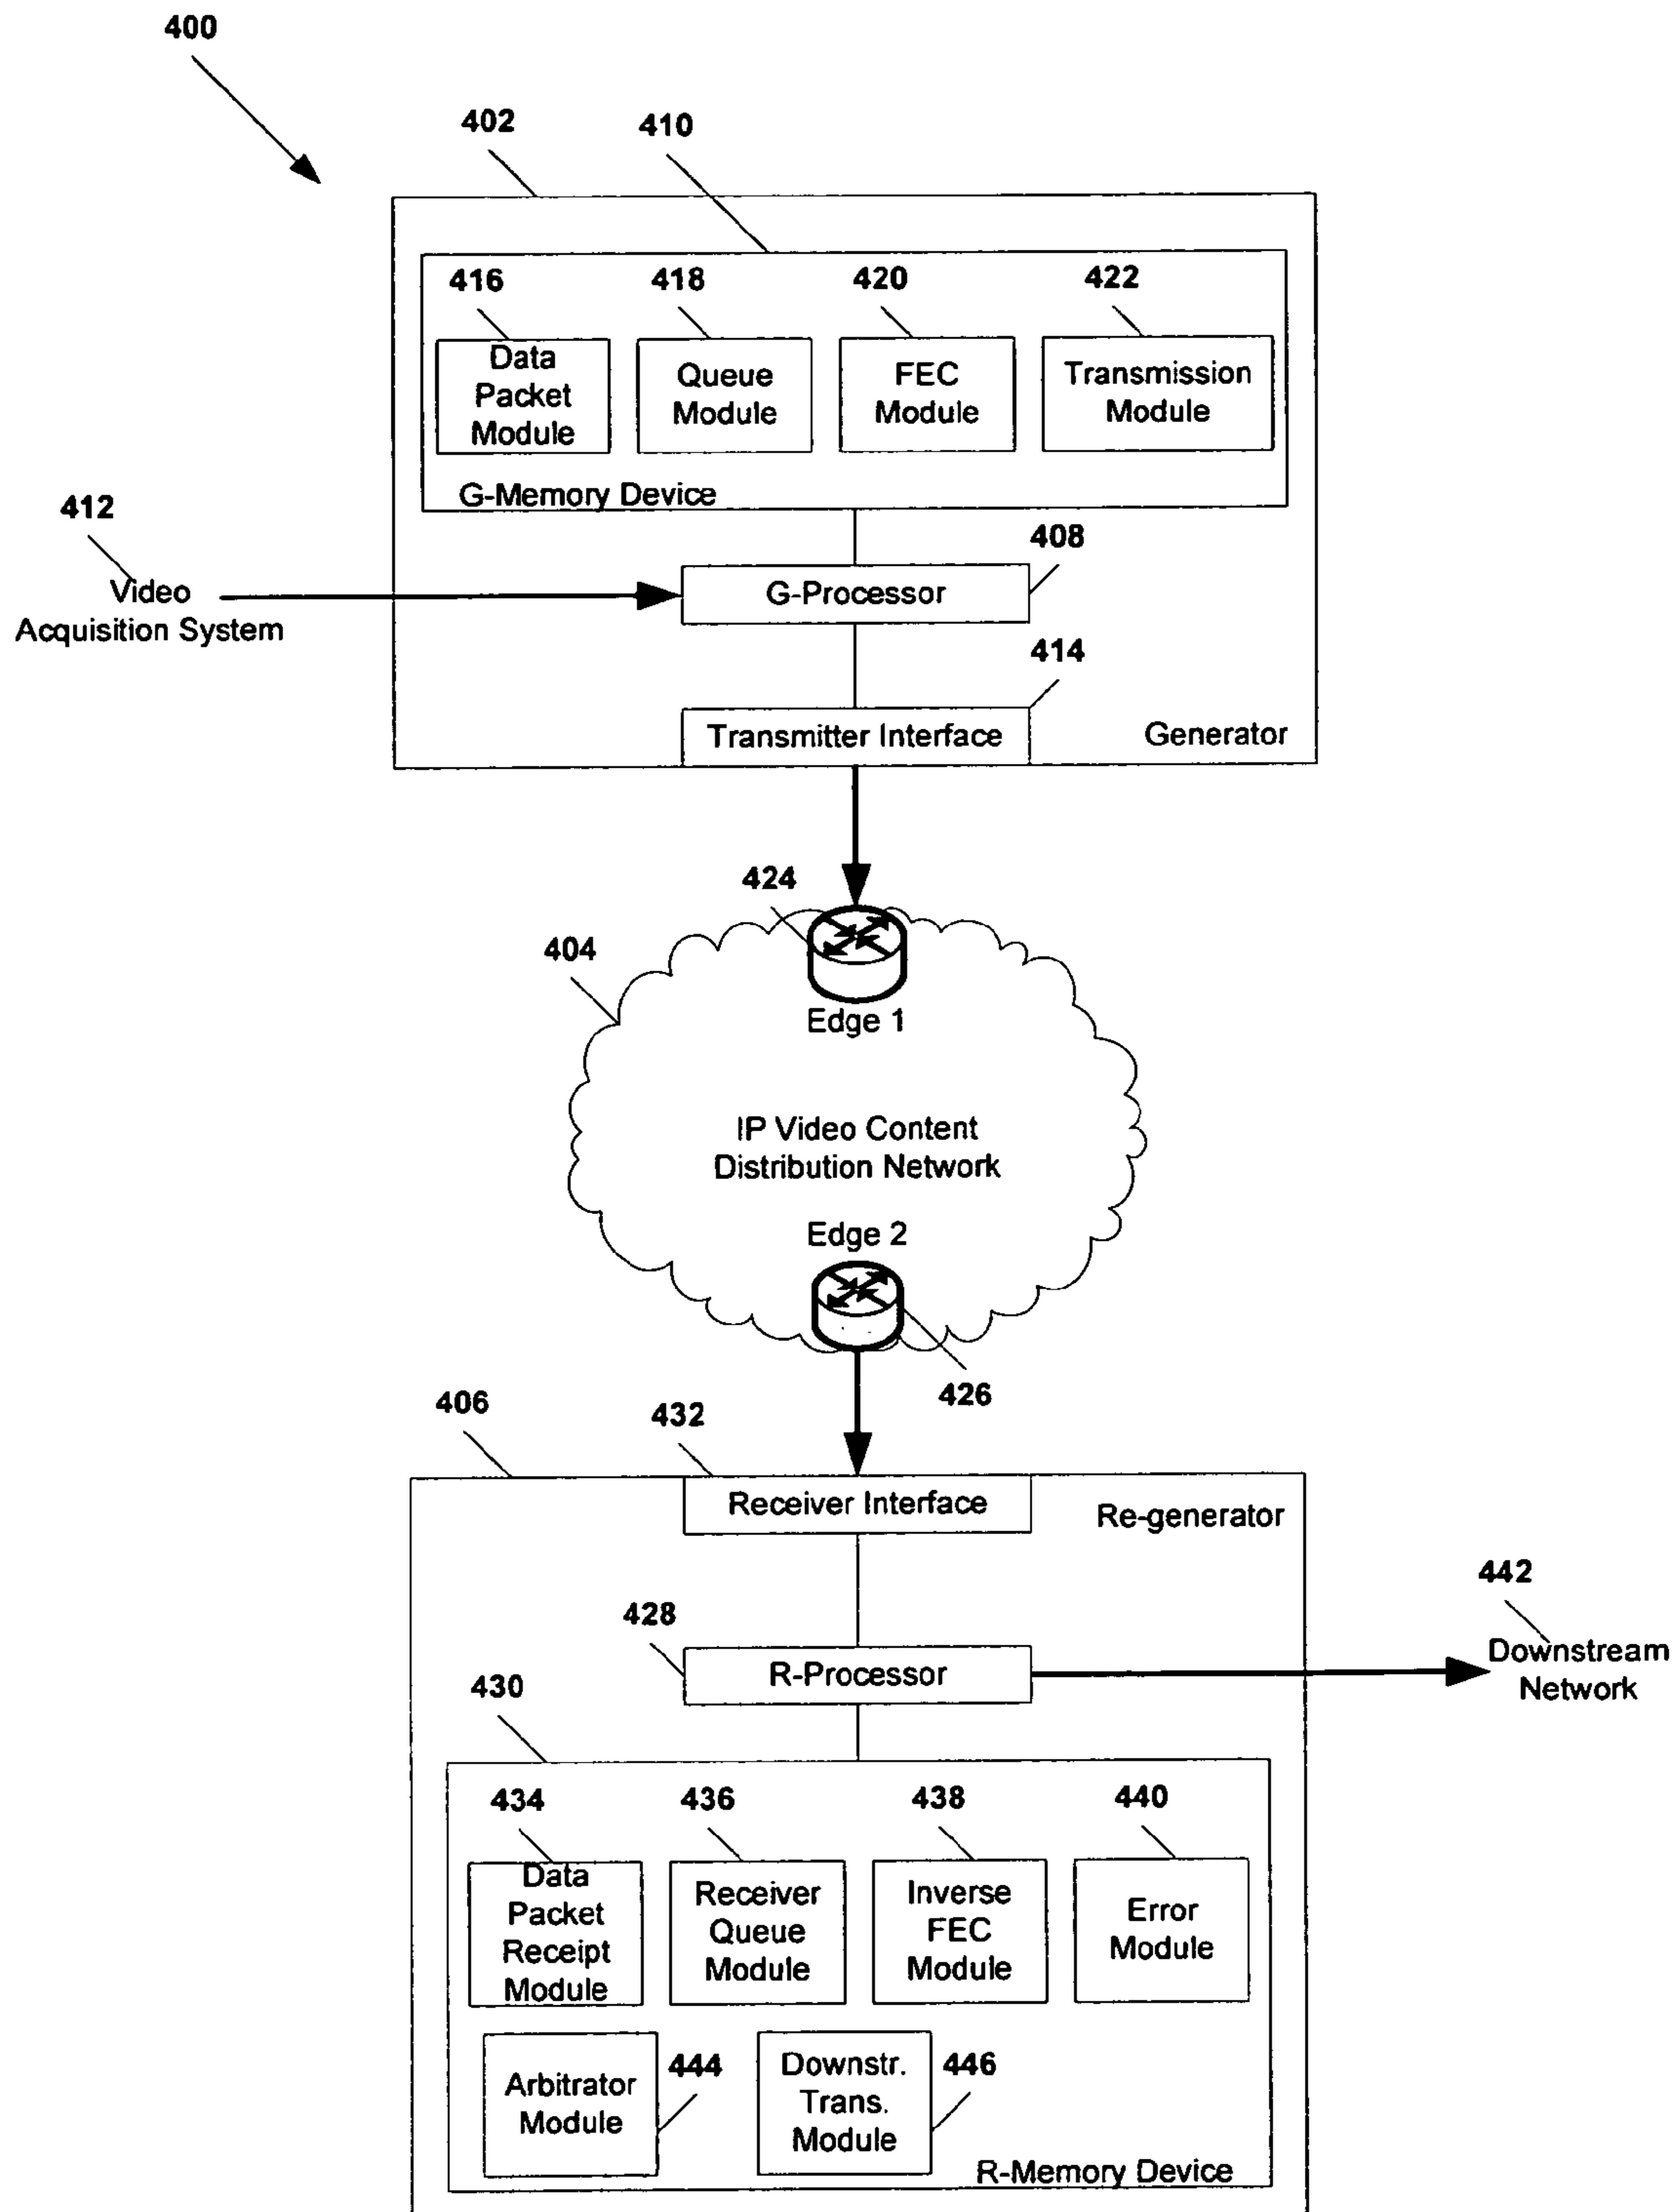 400
402
410
416
418
420
422
Data
Packet
Module
Queue
Module
FEC
Module
Transmission
Module
G-Memory Device
412
Video
Acquisition System
408
G-Processor
414
Transmitter Interface
Generator
424
404
Edge 1
IP Video Content
Distribution Network
Edge 2
426
406
432
Receiver Interface
Re-generator
442
Downstream
Network
428
R-Processor
430
434
436
438
440
Data
Packet
Receipt
Module
Receiver
Queue
Module
Inverse
FEC
Module
Error
Module
Arbitrator
Module
444
Downstr.
Trans.
Module
446
R-Memory Device